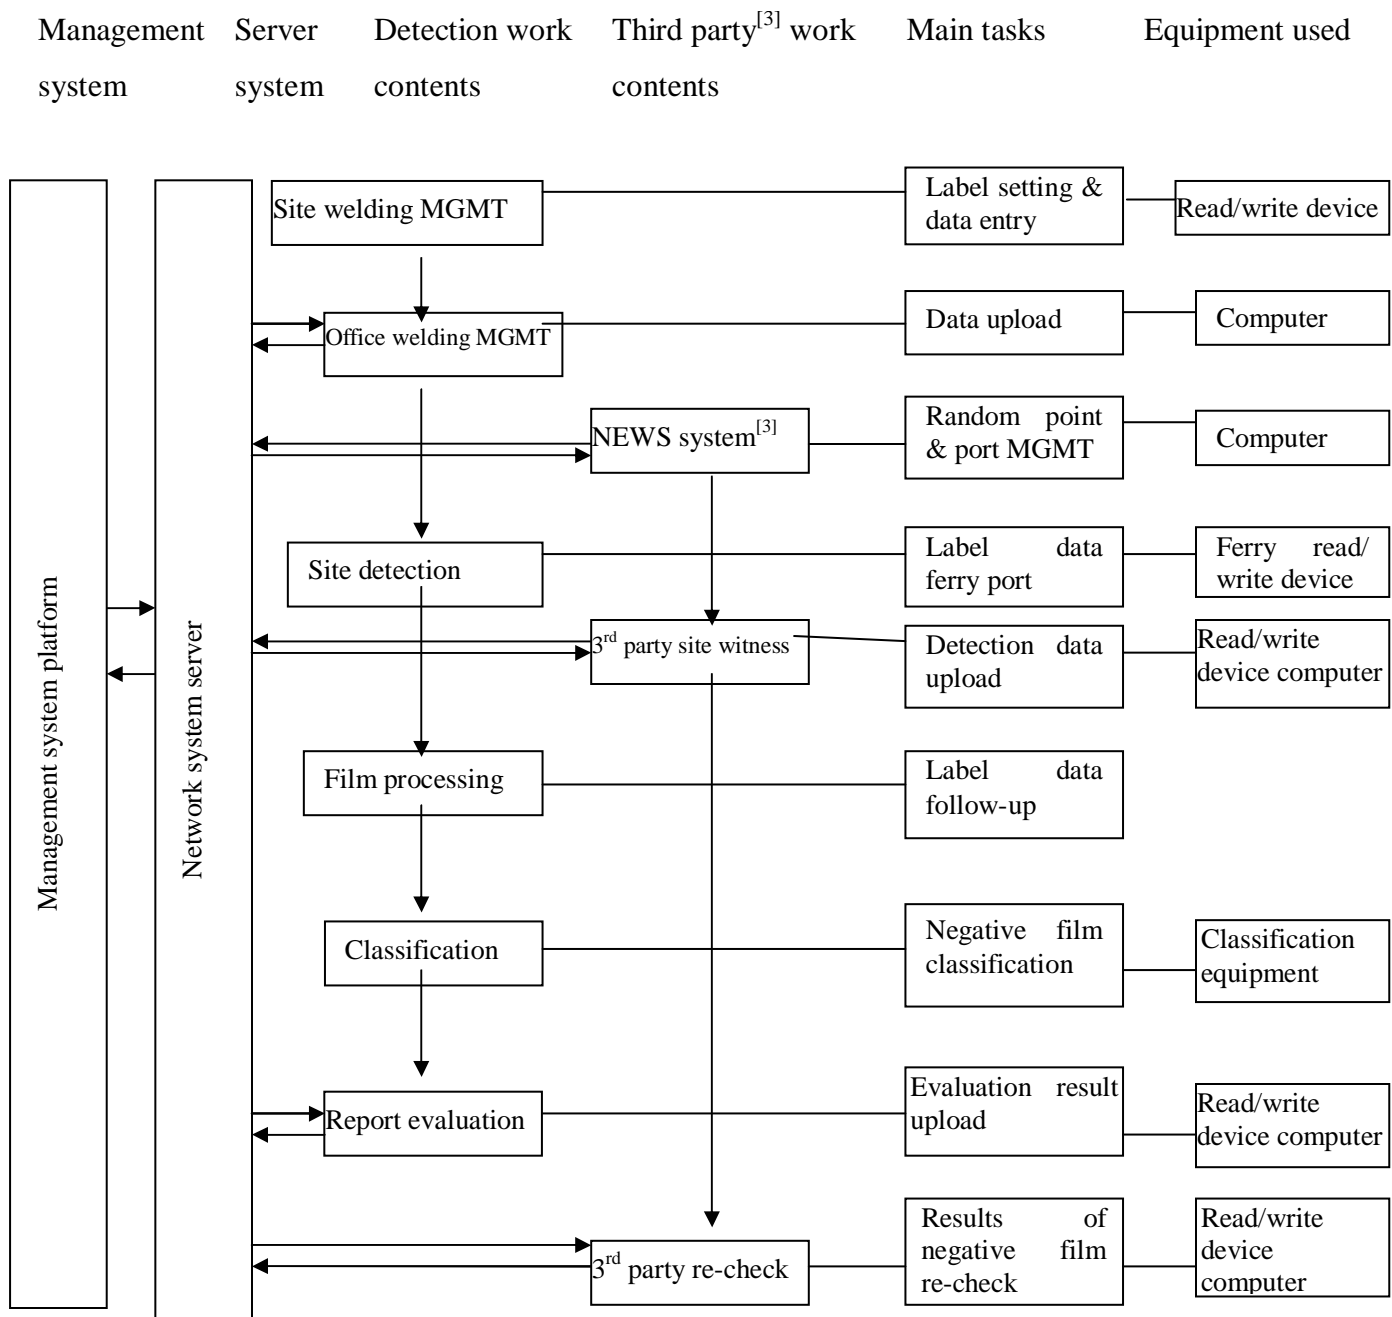 Management system
Server system
Detection work contents
Third party[3] work contents
Main tasks
Equipment used
Management system platform
Network system server
Site welding MGMT
Label setting &
data entry
Read/write device
Office welding MGMT
Data upload
Computer
NEWS system[3]
Random point
& port MGMT
Computer
Site detection
Label data
ferry port
Ferry read/
write device
3rd party site witness
Detection data
upload
Read/write
device computer
Film processing
Label data
follow-up
Classification
Negative film
classification
Classification
equipment
Report evaluation
Evaluation result
upload
Read/write
device computer
3rd party re-check
Results of
negative film
re-check
Read/write
device
computer